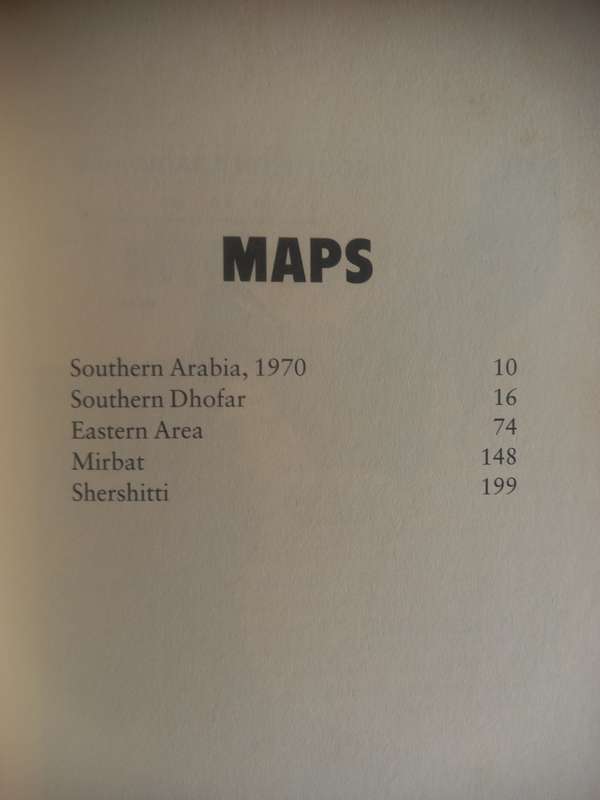 MAPS
Southern Arabia, 1970 10
Southern Dhofar 16
Eastern Area 74
Mirbat 148
Shershitti 199